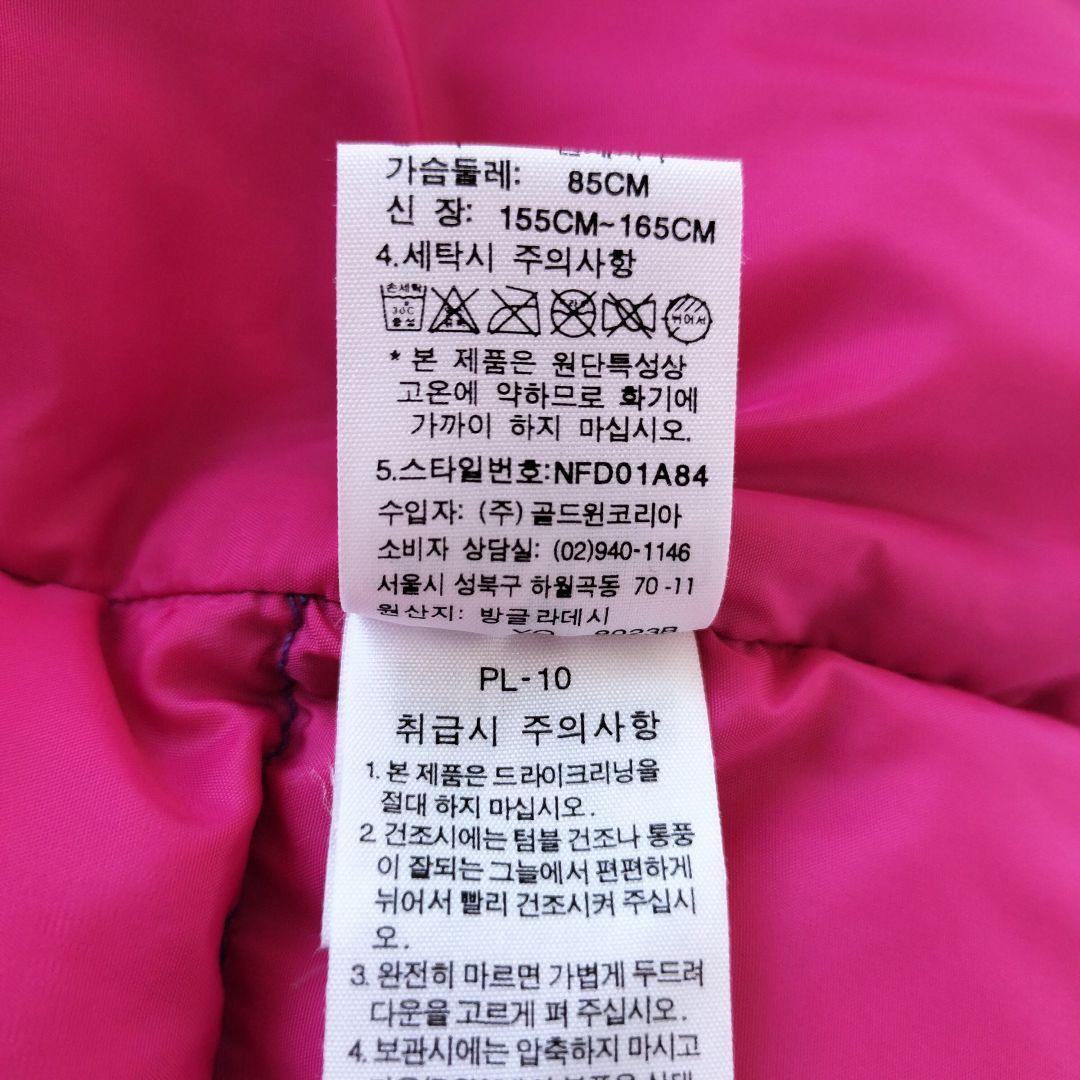 가슴둘레: 85CM
신 장: 155CM~165CM
4.세탁시 주의사항
손세탁
30C
중성
뉘어서
* 본 제품은 원단특성상
고온에 약하므로 화기에
가까이 하지 마십시오.
5.스타일번호:NFD01A84
수입자: (주) 골드윈코리아
소비자 상담실: (02)940-1146
서울시 성북구 하월곡동 70-11
원산지: 방글라데시
PL-10
취급시 주의사항
1. 본 제품은 드라이크리닝을
절대 하지 마십시오.
2. 건조시에는 텀블 건조나 통풍
이 잘되는 그늘에서 편편하게
뉘어서 빨리 건조시켜 주십시
오.
3. 완전히 마르면 가볍게 두드려
다운을 고르게 펴 주십시오.
4. 보관시에는 압축하지 마시고